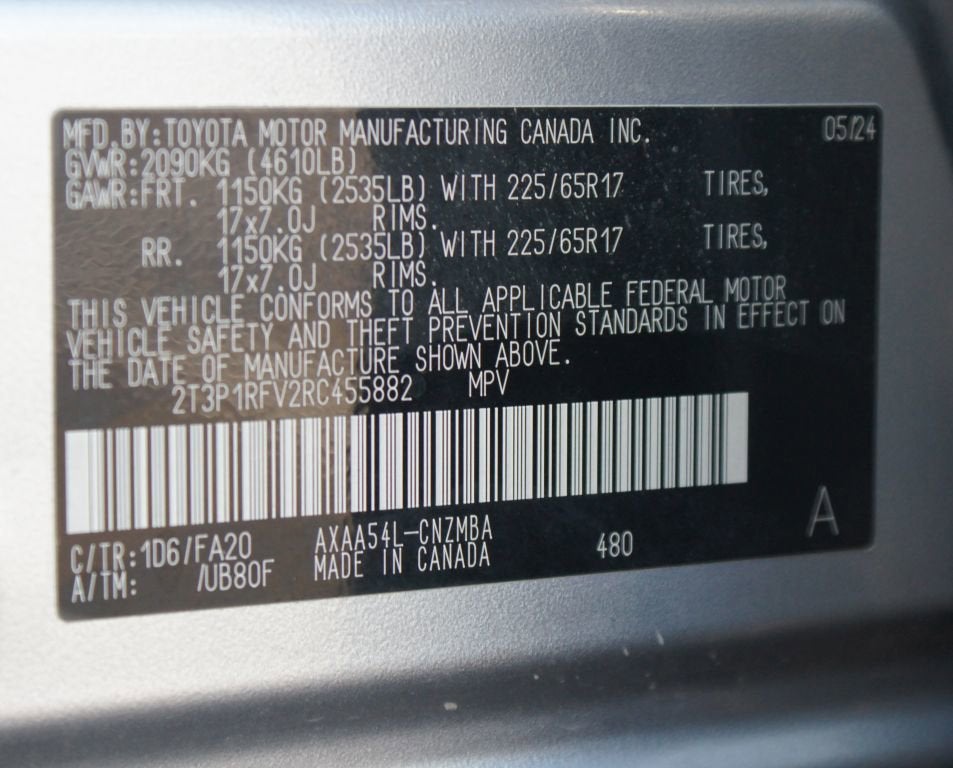 MFD.BY:TOYOTA MOTOR MANUFACTURING CANADA INC. 05/24
GVWR:2090KG (4610LB)
GAWR:FRT. 1150KG (2535LB) WITH 225/65R17 TIRES,
17x7.0J RIMS.
RR. 1150KG (2535LB) WITH 225/65R17 TIRES,
17x7.0J RIMS.
THIS VEHICLE CONFORMS TO ALL APPLICABLE FEDERAL MOTOR
VEHICLE SAFETY AND THEFT PREVENTION STANDARDS IN EFFECT ON
THE DATE OF MANUFACTURE SHOWN ABOVE.
2T3P1RFV2RC455882 MPV
C/TR:1D6/FA20 AXAA54L-CNZMBA 480 A
A/TM: /UB80F MADE IN CANADA